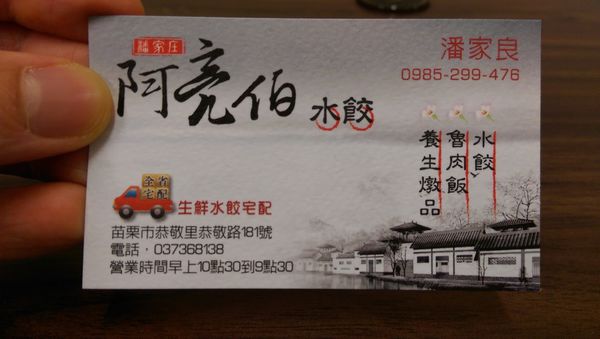 潘家庄
阿亮伯水餃
潘家良
0985-299-476
水餃
魯肉飯
養生燉品
全省
宅配
生鮮水餃宅配
苗栗市恭敬里恭敬路181號
電話，037368138
營業時間早上10點30到9點30